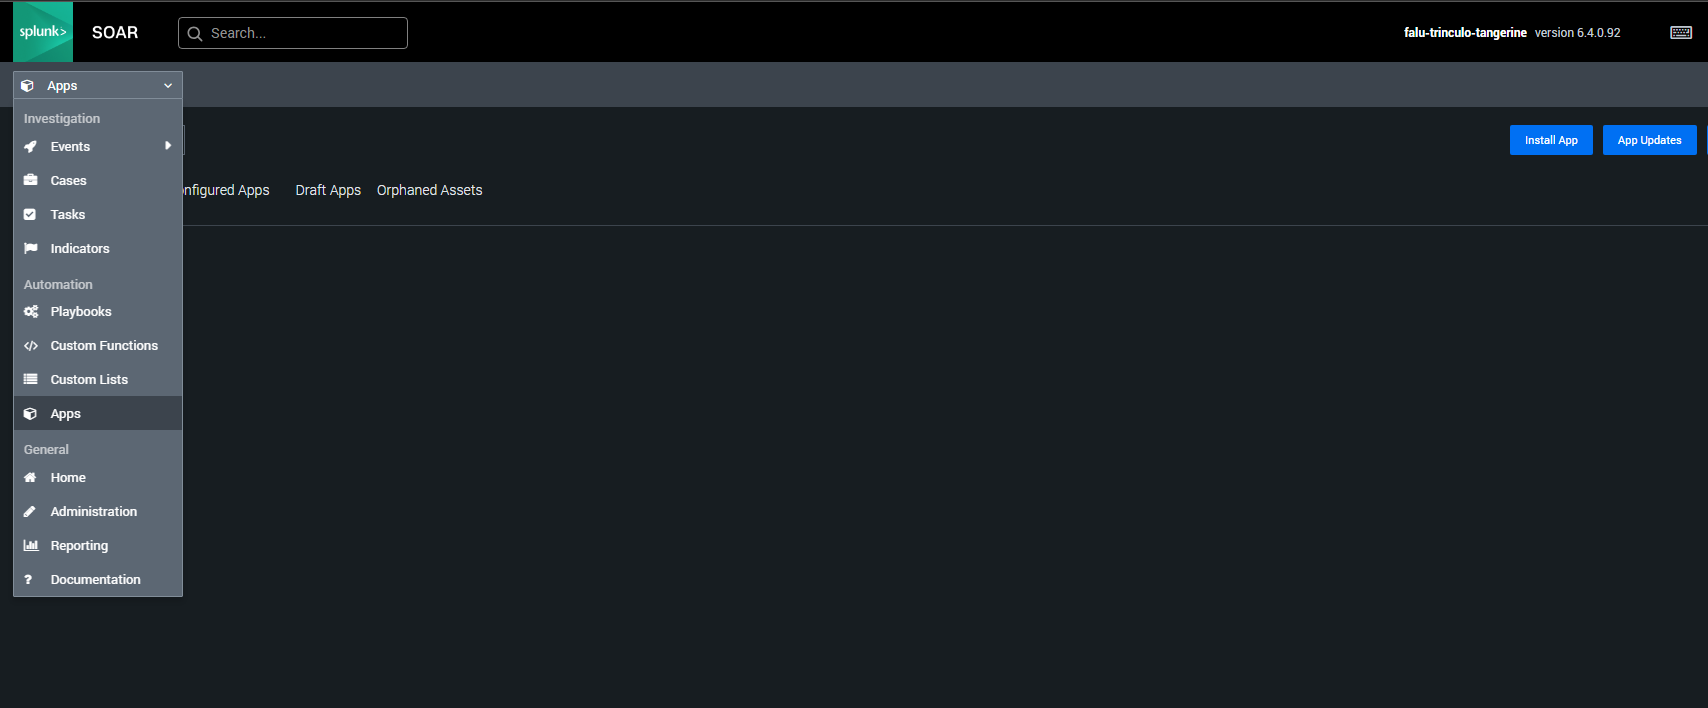 splunk>
SOAR
Search...
falu-trinculo-tangerine version 6.4.0.92
Apps
Investigation
Events
Cases
Tasks
Indicators
Automation
Playbooks
Custom Functions
Custom Lists
Apps
General
Home
Administration
Reporting
? Documentation
Install App
App Updates
nfigured Apps
Draft Apps
Orphaned Assets